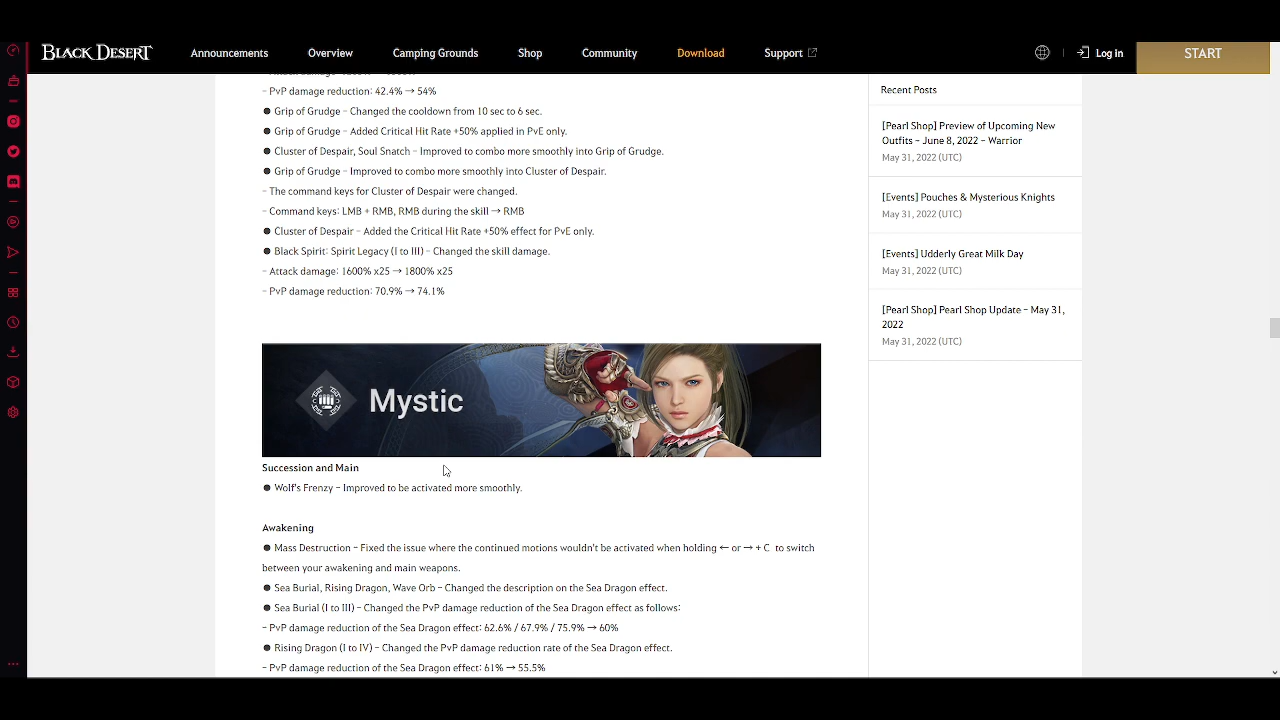 BLACK DESERT
Announcements
Overview
Camping Grounds
Shop
Community
Download
Support
Log in
START
- PvP damage reduction: 42.4% → 54%
● Grip of Grudge – Changed the cooldown from 10 sec to 6 sec.
● Grip of Grudge – Added Critical Hit Rate +50% applied in PvE only.
● Cluster of Despair, Soul Snatch – Improved to combo more smoothly into Grip of Grudge.
● Grip of Grudge – Improved to combo more smoothly into Cluster of Despair.
- The command keys for Cluster of Despair were changed.
- Command keys: LMB + RMB, RMB during the skill → RMB
● Cluster of Despair – Added the Critical Hit Rate +50% effect for PvE only.
● Black Spirit: Spirit Legacy (I to III) – Changed the skill damage.
- Attack damage: 1600% x25 → 1800% x25
- PvP damage reduction: 70.9% → 74.1%
Mystic
Succession and Main
● Wolf's Frenzy – Improved to be activated more smoothly.
Awakening
● Mass Destruction – Fixed the issue where the continued motions wouldn't be activated when holding ← or → + C to switch
between your awakening and main weapons.
● Sea Burial, Rising Dragon, Wave Orb – Changed the description on the Sea Dragon effect.
● Sea Burial (I to III) – Changed the PvP damage reduction of the Sea Dragon effect as follows:
- PvP damage reduction of the Sea Dragon effect: 62.6% / 67.9% / 75.9% → 60%
● Rising Dragon (I to IV) – Changed the PvP damage reduction rate of the Sea Dragon effect.
- PvP damage reduction of the Sea Dragon effect: 61% → 55.5%
Recent Posts
[Pearl Shop] Preview of Upcoming New
Outfits – June 8, 2022 – Warrior
May 31, 2022 (UTC)
[Events] Pouches & Mysterious Knights
May 31, 2022 (UTC)
[Events] Udderly Great Milk Day
May 31, 2022 (UTC)
[Pearl Shop] Pearl Shop Update – May 31,
2022
May 31, 2022 (UTC)